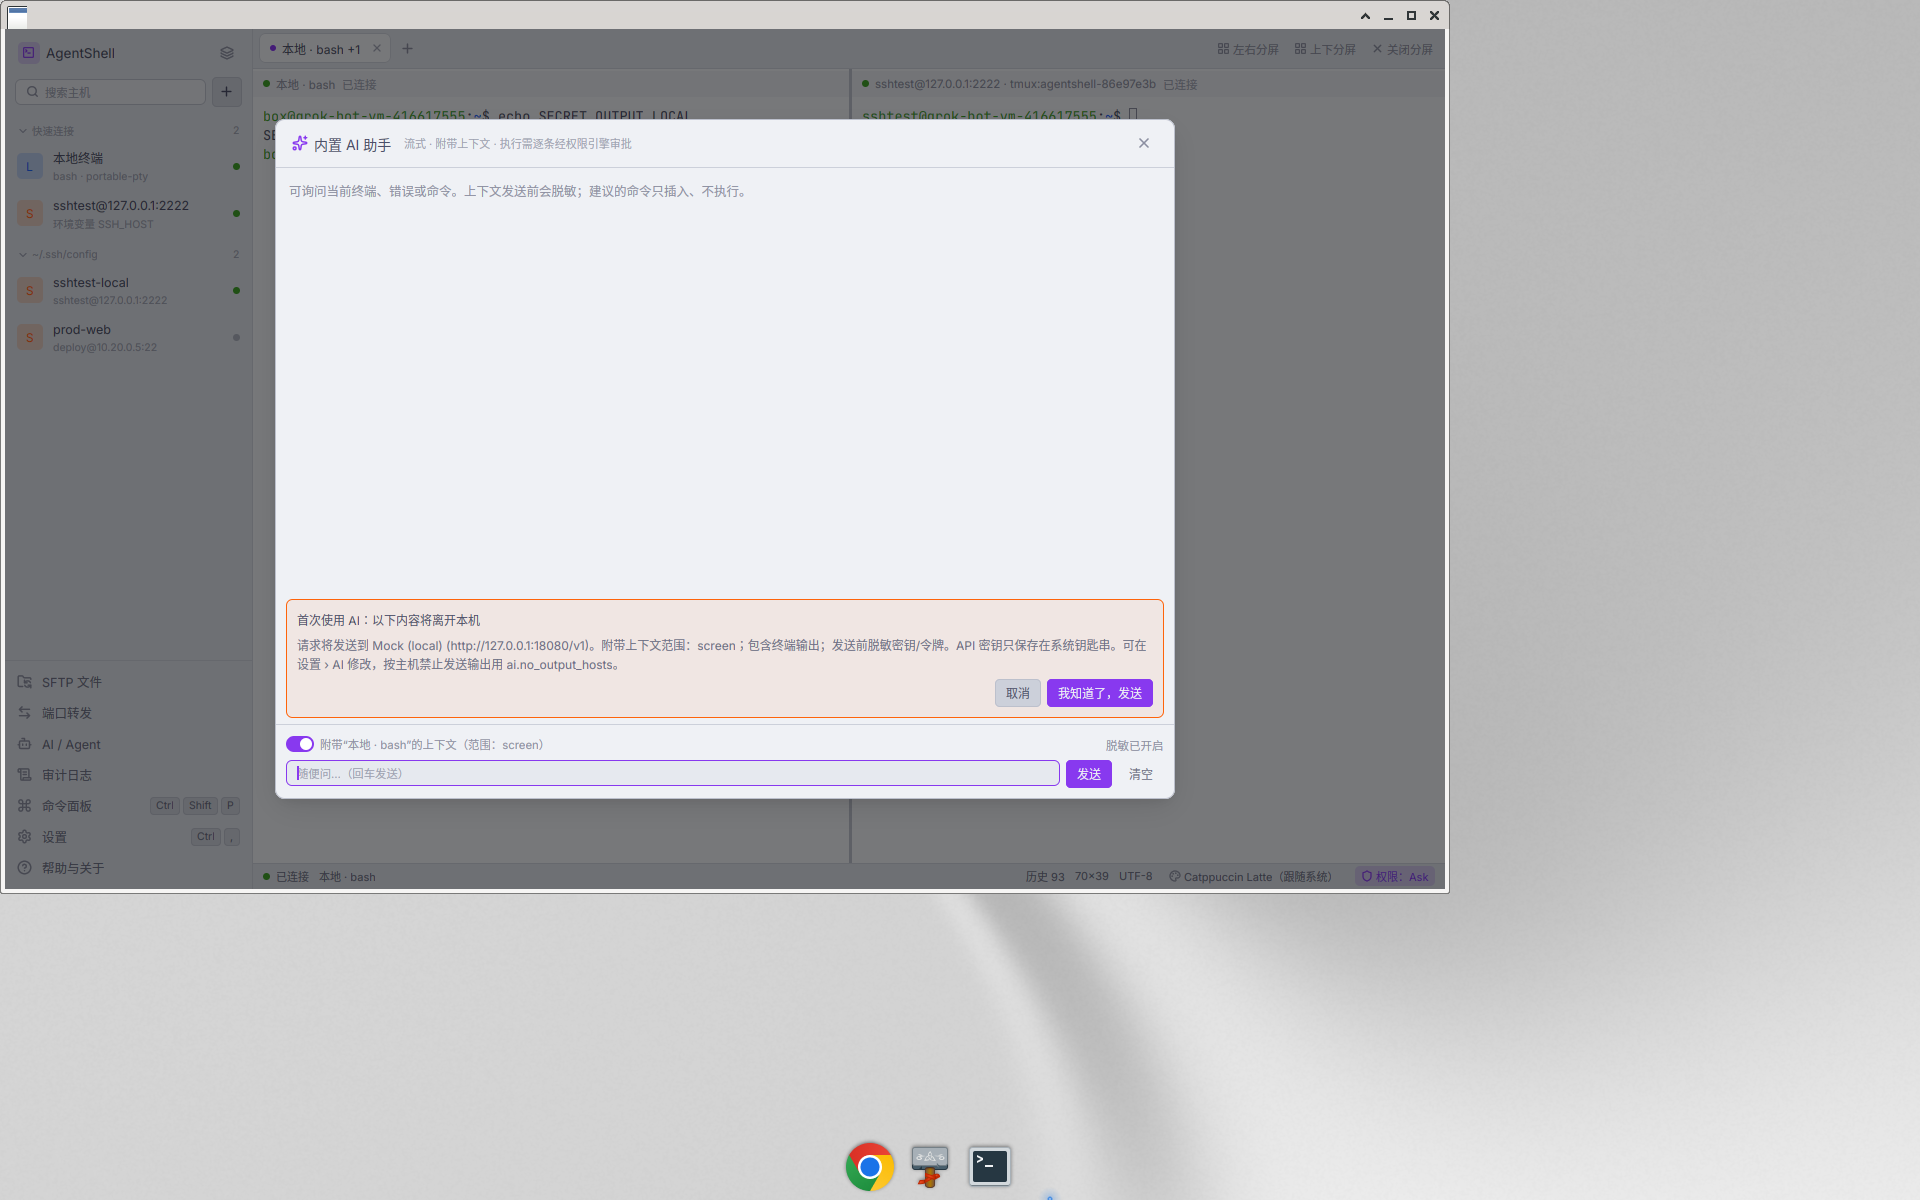 AgentShell
搜索主机
快速连接 2
本地终端
bash · portable-pty
sshtest@127.0.0.1:2222
环境变量 SSH_HOST
~/.ssh/config 2
sshtest-local
sshtest@127.0.0.1:2222
prod-web
deploy@10.20.0.5:22
SFTP 文件
端口转发
AI / Agent
审计日志
命令面板 Ctrl Shift P
设置 Ctrl ,
帮助与关于
本地 · bash +1
左右分屏 上下分屏 关闭分屏
本地 · bash 已连接
sshtest@127.0.0.1:2222 · tmux:agentshell-86e97e3b 已连接
box@grok-bot-vm-416617555:~$ echo SECRET_OUTPUT_LOCAL
sshtest@grok-bot-vm-416617555:~$
内置 AI 助手 流式 · 附带上下文 · 执行需逐条经权限引擎审批
可询问当前终端、错误或命令。上下文发送前会脱敏；建议的命令只插入、不执行。
首次使用 AI：以下内容将离开本机
请求将发送到 Mock (local) (http://127.0.0.1:18080/v1)。附带上下文范围：screen；包含终端输出；发送前脱敏密钥/令牌。API 密钥只保存在系统钥匙串。可在
设置 › AI 修改，按主机禁止发送输出用 ai.no_output_hosts。
取消 我知道了，发送
附带“本地 · bash”的上下文（范围：screen） 脱敏已开启
随便问...（回车发送） 发送 清空
已连接 本地 · bash 历史 93 70×39 UTF-8 Catppuccin Latte（跟随系统） 权限：Ask